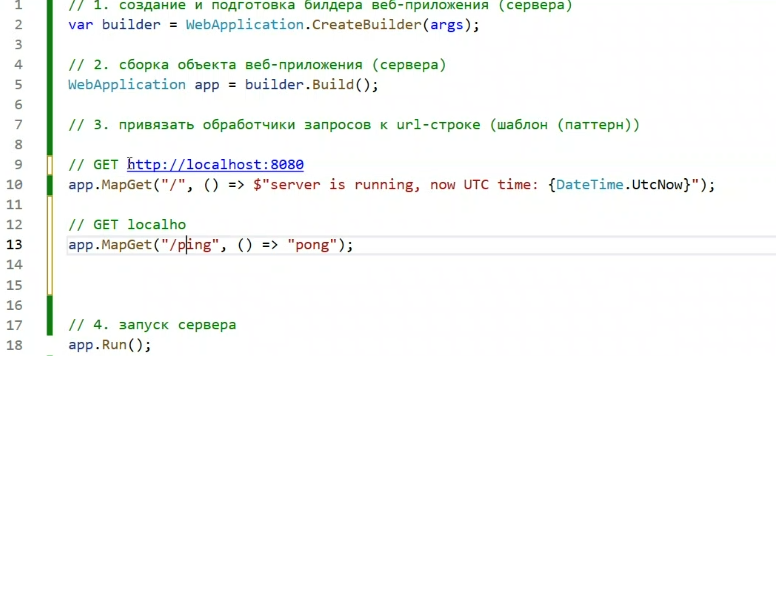 1 // 1. создание и подготовка билдера веб-приложения (сервера)
2 var builder = WebApplication.CreateBuilder(args);
3
4 // 2. сборка объекта веб-приложения (сервера)
5 WebApplication app = builder.Build();
6
7 // 3. привязать обработчики запросов к url-строке (шаблон (паттерн))
8
9 // GET http://localhost:8080
10 app.MapGet("/", () => $"server is running, now UTC time: {DateTime.UtcNow}");
11
12 // GET localho
13 app.MapGet("/ping", () => "pong");
14
15
16
17 // 4. запуск сервера
18 app.Run();